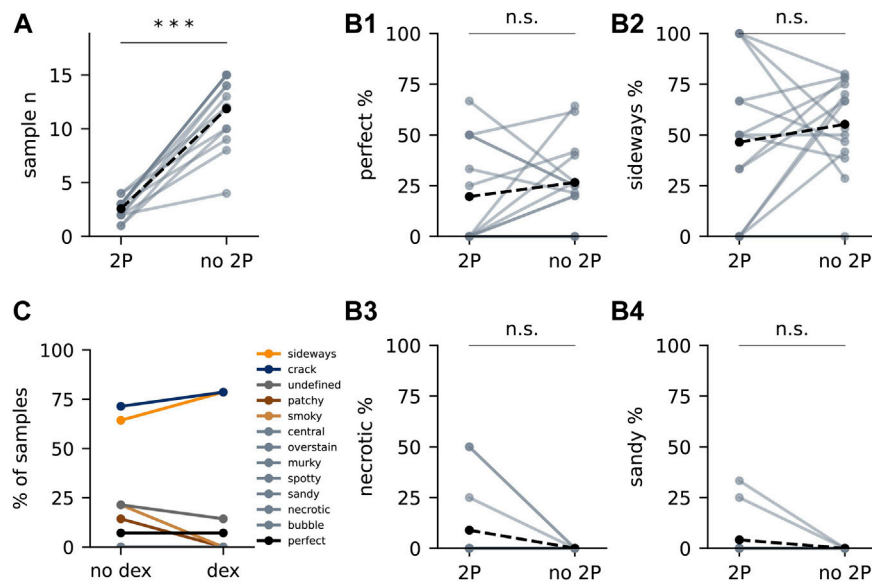 A
* * *
sample n
15
10
5
0
2P
no 2P
B1
n.s.
perfect %
100
75
50
25
0
2P
no 2P
B2
n.s.
sideways %
100
75
50
25
0
2P
no 2P
C
% of samples
100
75
50
25
0
no dex
dex
sideways
crack
undefined
patchy
smoky
central
overstain
murky
spotty
sandy
necrotic
bubble
perfect
B3
n.s.
necrotic %
100
75
50
25
0
2P
no 2P
B4
n.s.
sandy %
100
75
50
25
0
2P
no 2P